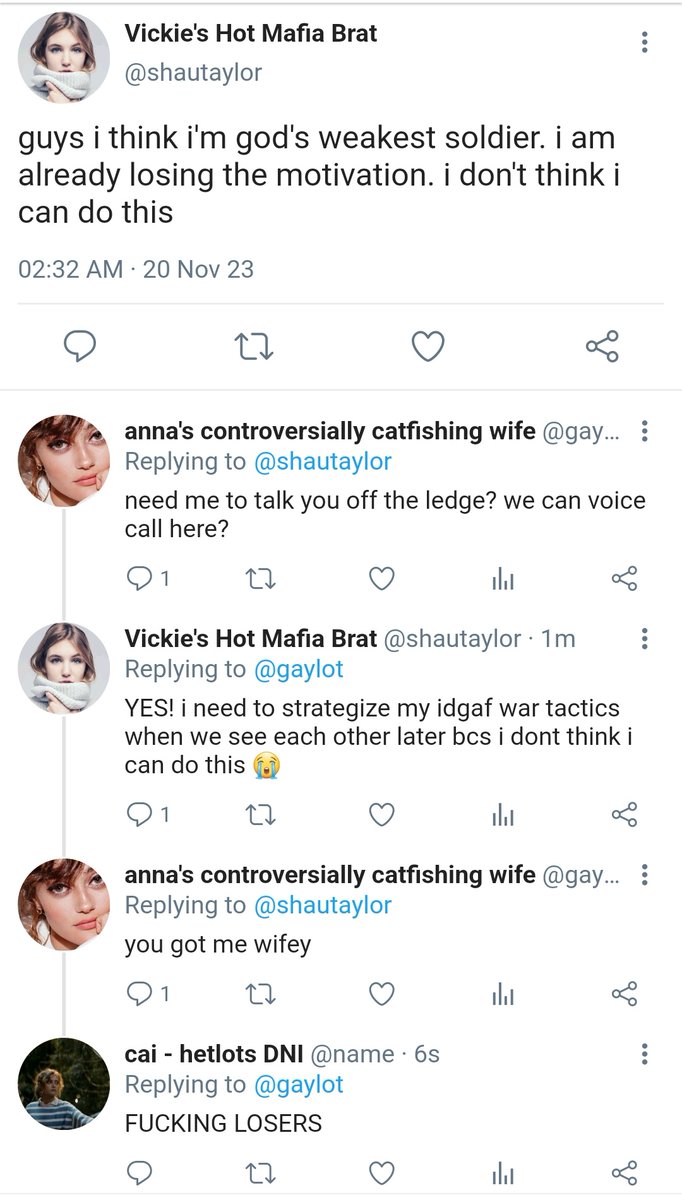 Vickie's Hot Mafia Brat
@shautaylor
guys i think i'm god's weakest soldier. i am
already losing the motivation. i don't think i
can do this
02:32 AM · 20 Nov 23
anna's controversially catfishing wife @gay...
Replying to @shautaylor
need me to talk you off the ledge? we can voice
call here?
1
Vickie's Hot Mafia Brat @shautaylor · 1m
Replying to @gaylot
YES! i need to strategize my idgaf war tactics
when we see each other later bcs i dont think i
can do this 😭
1
anna's controversially catfishing wife @gay...
Replying to @shautaylor
you got me wifey
1
cai - hetlots DNI @name · 6s
Replying to @gaylot
FUCKING LOSERS